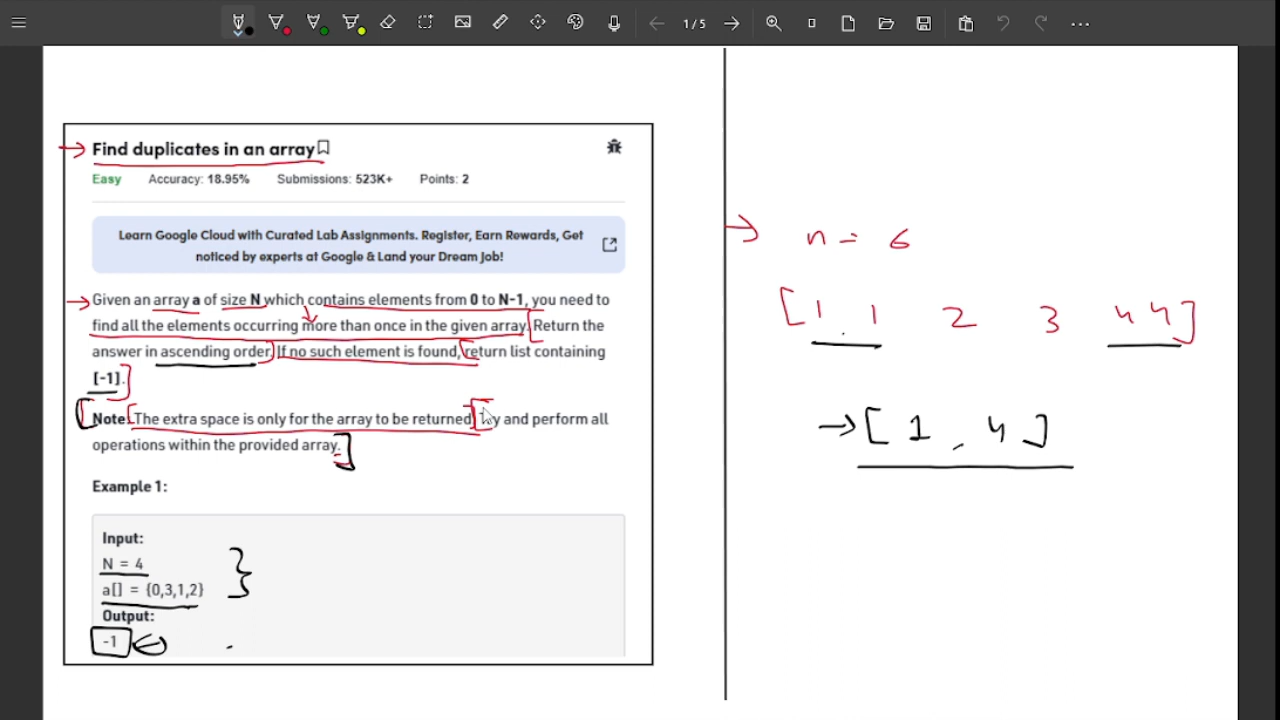 1/5
Find duplicates in an array
Easy Accuracy: 18.95% Submissions: 523K+ Points: 2
Learn Google Cloud with Curated Lab Assignments. Register, Earn Rewards, Get
noticed by experts at Google & Land your Dream Job!
Given an array a of size N which contains elements from 0 to N-1, you need to
find all the elements occurring more than once in the given array. Return the
answer in ascending order. If no such element is found, return list containing
[-1].
Note: The extra space is only for the array to be returned. Try and perform all
operations within the provided array.
Example 1:
Input:
N = 4
a[] = {0,3,1,2}
Output:
-1
n = 6
[1 , 1 2 3 4 4]
→ [ 1 , 4 ]